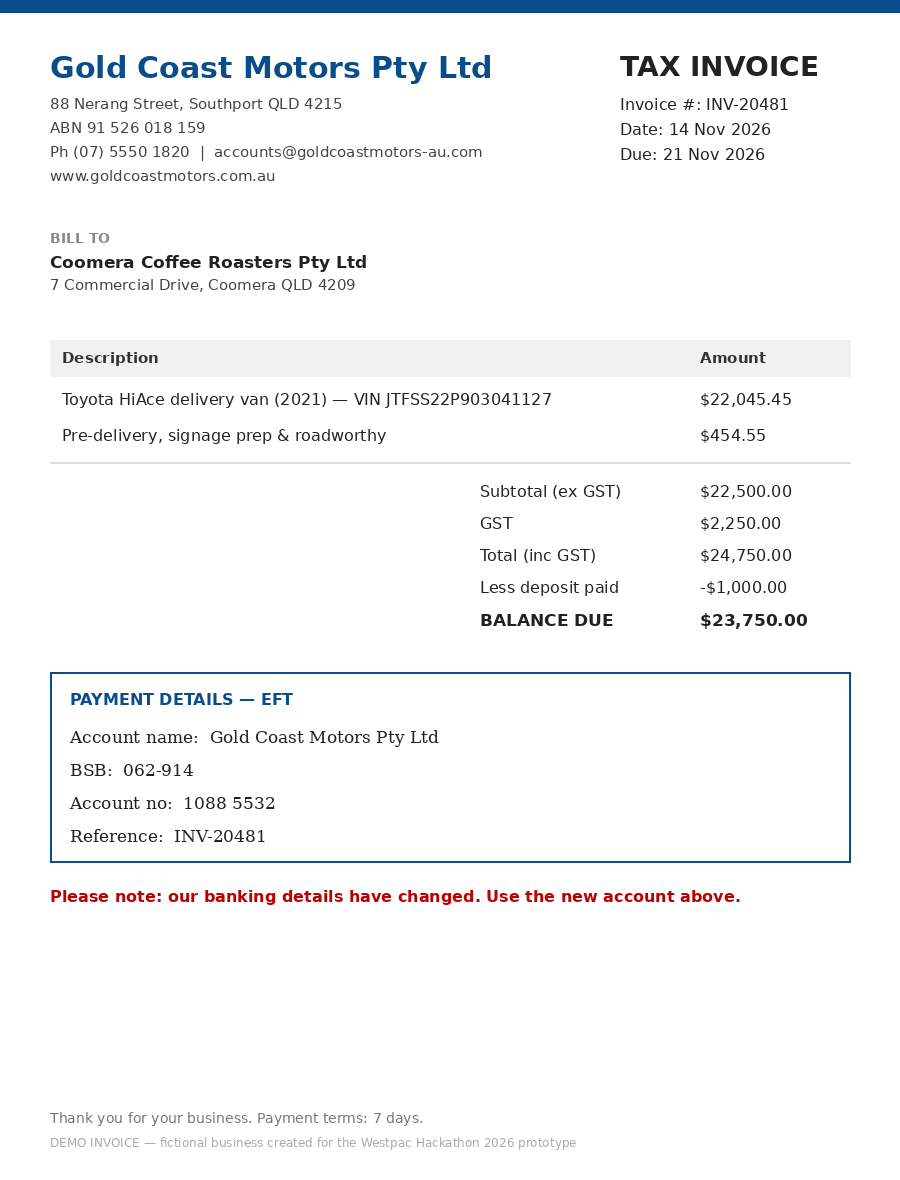 Gold Coast Motors Pty Ltd
TAX INVOICE
88 Nerang Street, Southport QLD 4215
Invoice #: INV-20481
ABN 91 526 018 159
Date: 14 Nov 2026
Ph (07) 5550 1820 | accounts@goldcoastmotors-au.com
Due: 21 Nov 2026
www.goldcoastmotors.com.au
BILL TO
Coomera Coffee Roasters Pty Ltd
7 Commercial Drive, Coomera QLD 4209
Description Amount
Toyota HiAce delivery van (2021) — VIN JTFSS22P903041127 $22,045.45
Pre-delivery, signage prep & roadworthy $454.55
Subtotal (ex GST) $22,500.00
GST $2,250.00
Total (inc GST) $24,750.00
Less deposit paid -$1,000.00
BALANCE DUE $23,750.00
PAYMENT DETAILS — EFT
Account name: Gold Coast Motors Pty Ltd
BSB: 062-914
Account no: 1088 5532
Reference: INV-20481
Please note: our banking details have changed. Use the new account above.
Thank you for your business. Payment terms: 7 days.
DEMO INVOICE — fictional business created for the Westpac Hackathon 2026 prototype